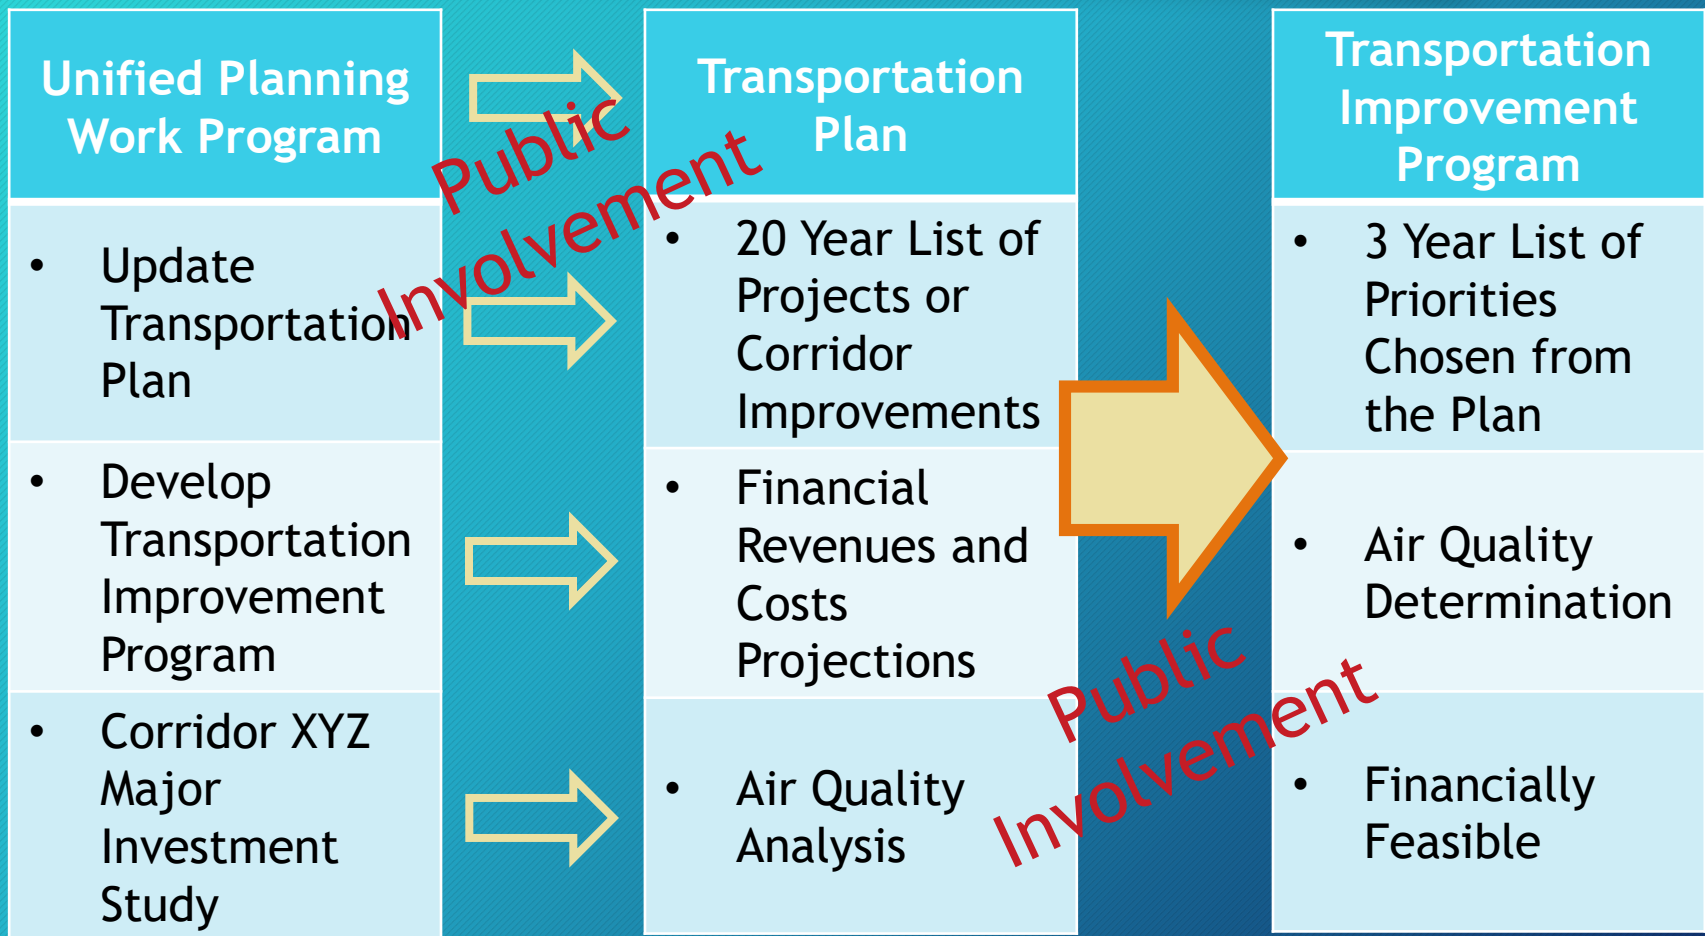 Unified Planning
Work Program
• Update
Transportation
Plan
• Develop
Transportation
Improvement
Program
• Corridor XYZ
Major
Investment
Study
Public
Involvement
Transportation
Plan
• 20 Year List of
Projects or
Corridor
Improvements
• Financial
Revenues and
Costs
Projections
• Air Quality
Analysis
Public
Involvement
Transportation
Improvement
Program
• 3 Year List of
Priorities
Chosen from
the Plan
• Air Quality
Determination
• Financially
Feasible